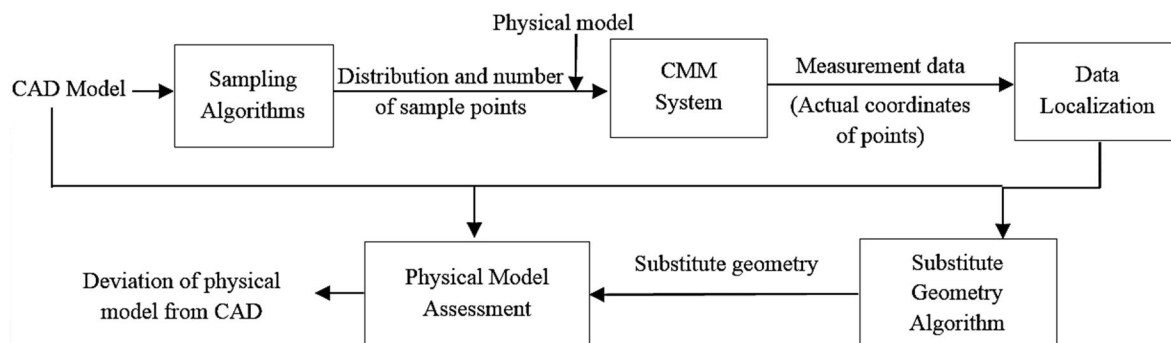 Physical model
CAD Model
Sampling
Algorithms
Distribution and number
of sample points
CMM
System
Measurement data
(Actual coordinates
of points)
Data
Localization
Deviation of physical
model from CAD
Physical Model
Assessment
Substitute geometry
Substitute
Geometry
Algorithm